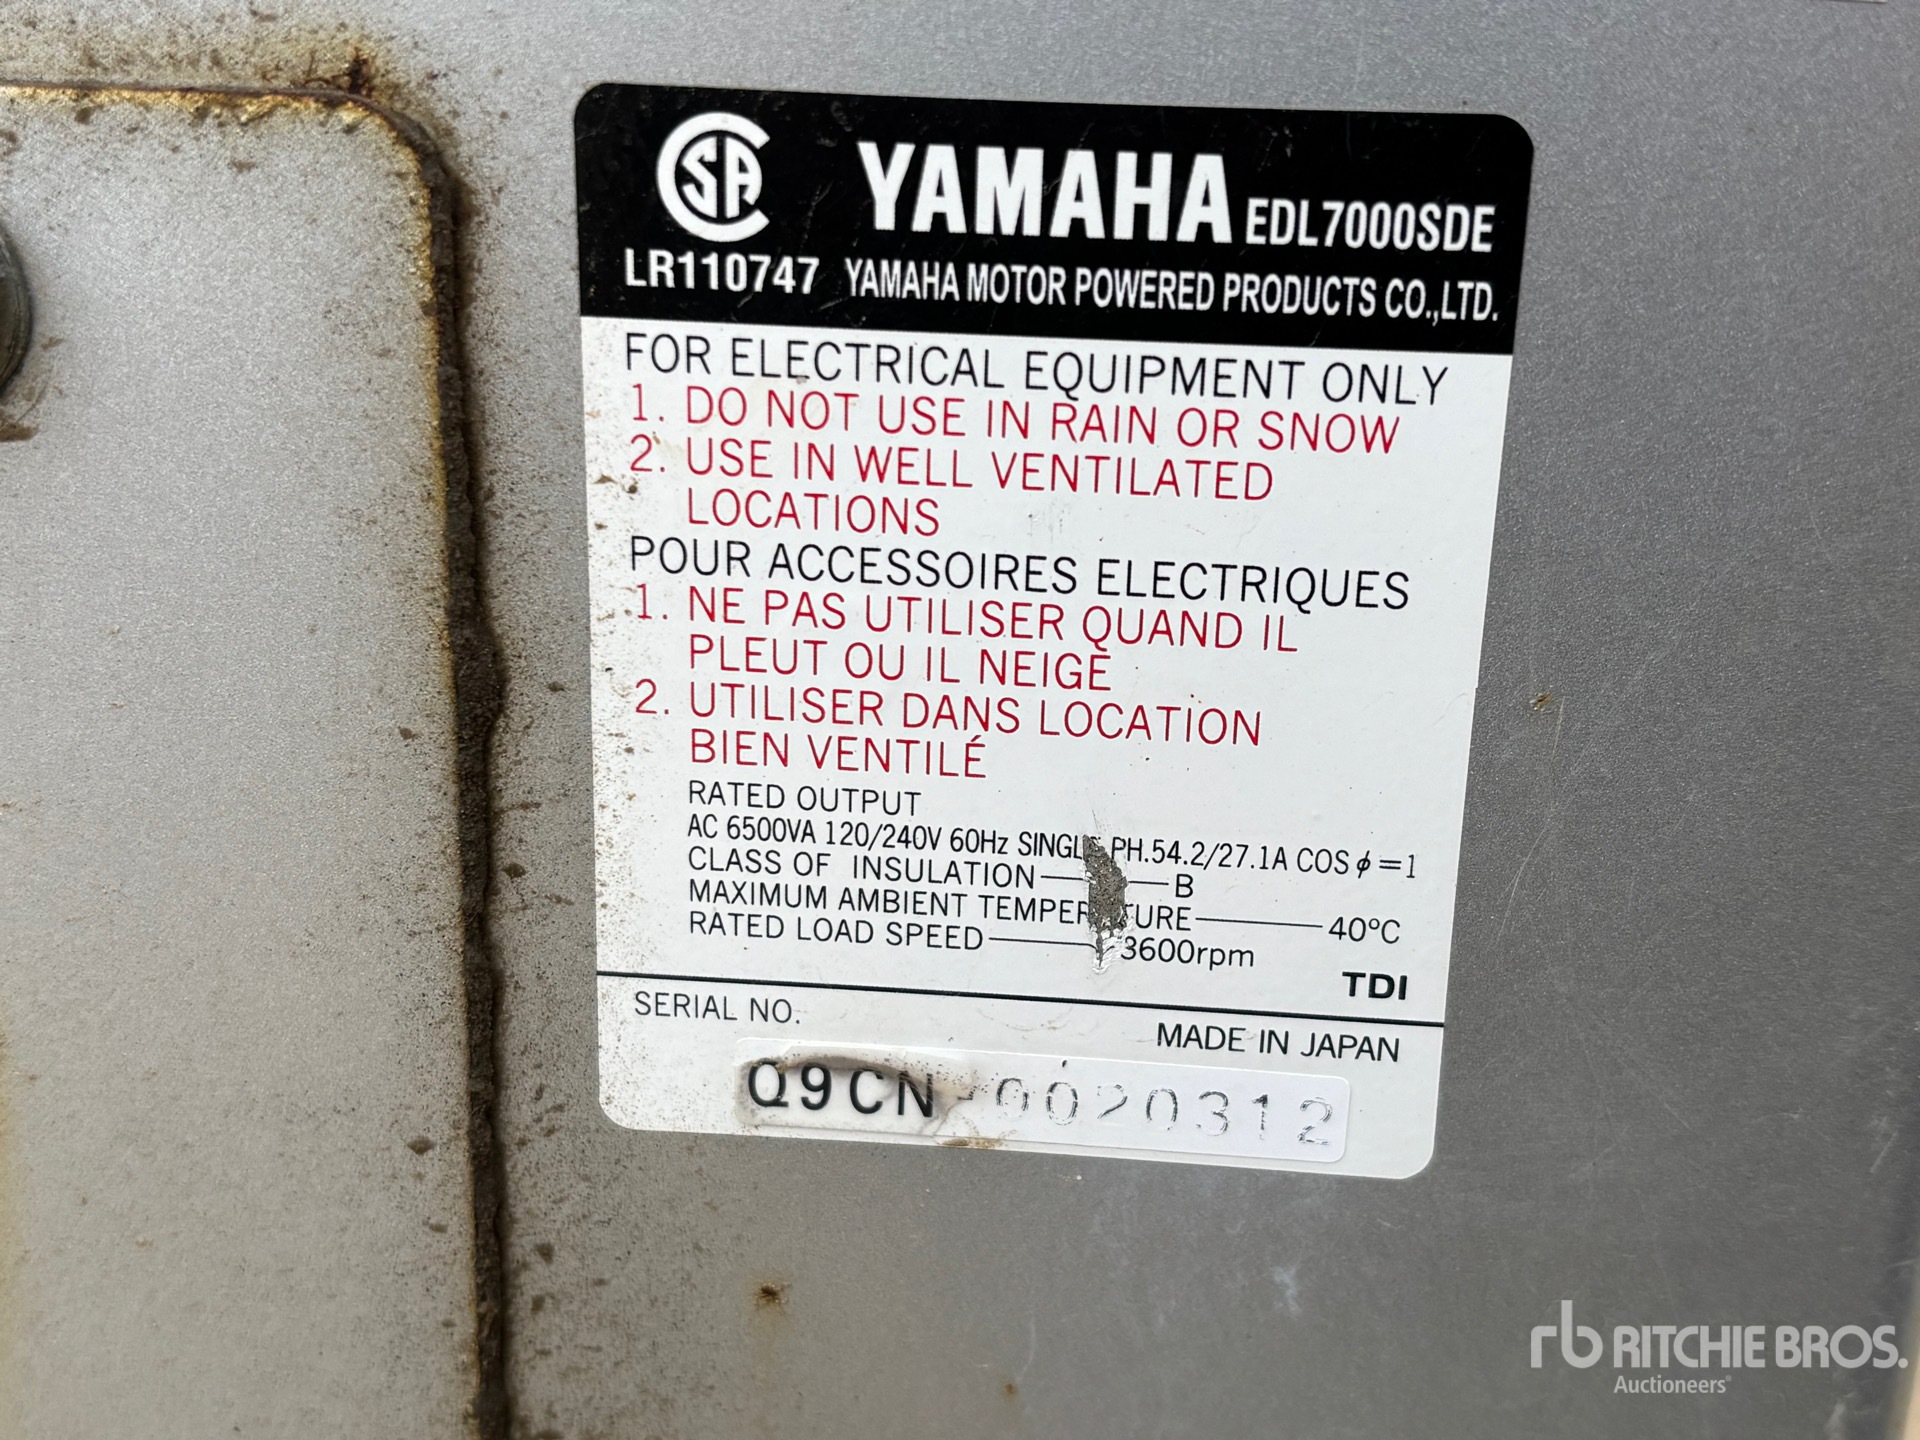 CSA
YAMAHA EDL7000SDE
LR110747 YAMAHA MOTOR POWERED PRODUCTS CO.,LTD.
FOR ELECTRICAL EQUIPMENT ONLY
1. DO NOT USE IN RAIN OR SNOW
2. USE IN WELL VENTILATED
LOCATIONS
POUR ACCESSOIRES ELECTRIQUES
1. NE PAS UTILISER QUAND IL
PLEUT OU IL NEIGE
2. UTILISER DANS LOCATION
BIEN VENTILÉ
RATED OUTPUT
AC 6500VA 120/240V 60Hz SINGLE PH.54.2/27.1A COS ϕ=1
CLASS OF INSULATION B
MAXIMUM AMBIENT TEMPERATURE 40°C
RATED LOAD SPEED 3600rpm
TDI
SERIAL NO.
MADE IN JAPAN
Q9CN-0020312
rb RITCHIE BROS.
Auctioneers